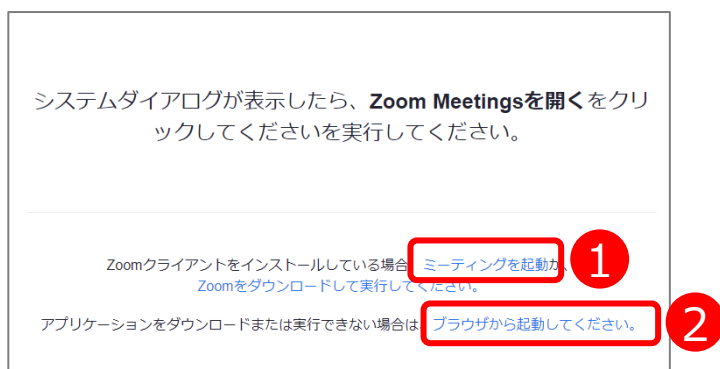 システムダイアログが表示したら、Zoom Meetingsを開くをクリ
ックしてくださいを実行してください。
Zoomクライアントをインストールしている場合 ミーティングを起動か、
1
Zoomをダウンロードして実行してください。
アプリケーションをダウンロードまたは実行できない場合は、ブラウザから起動してください。
2